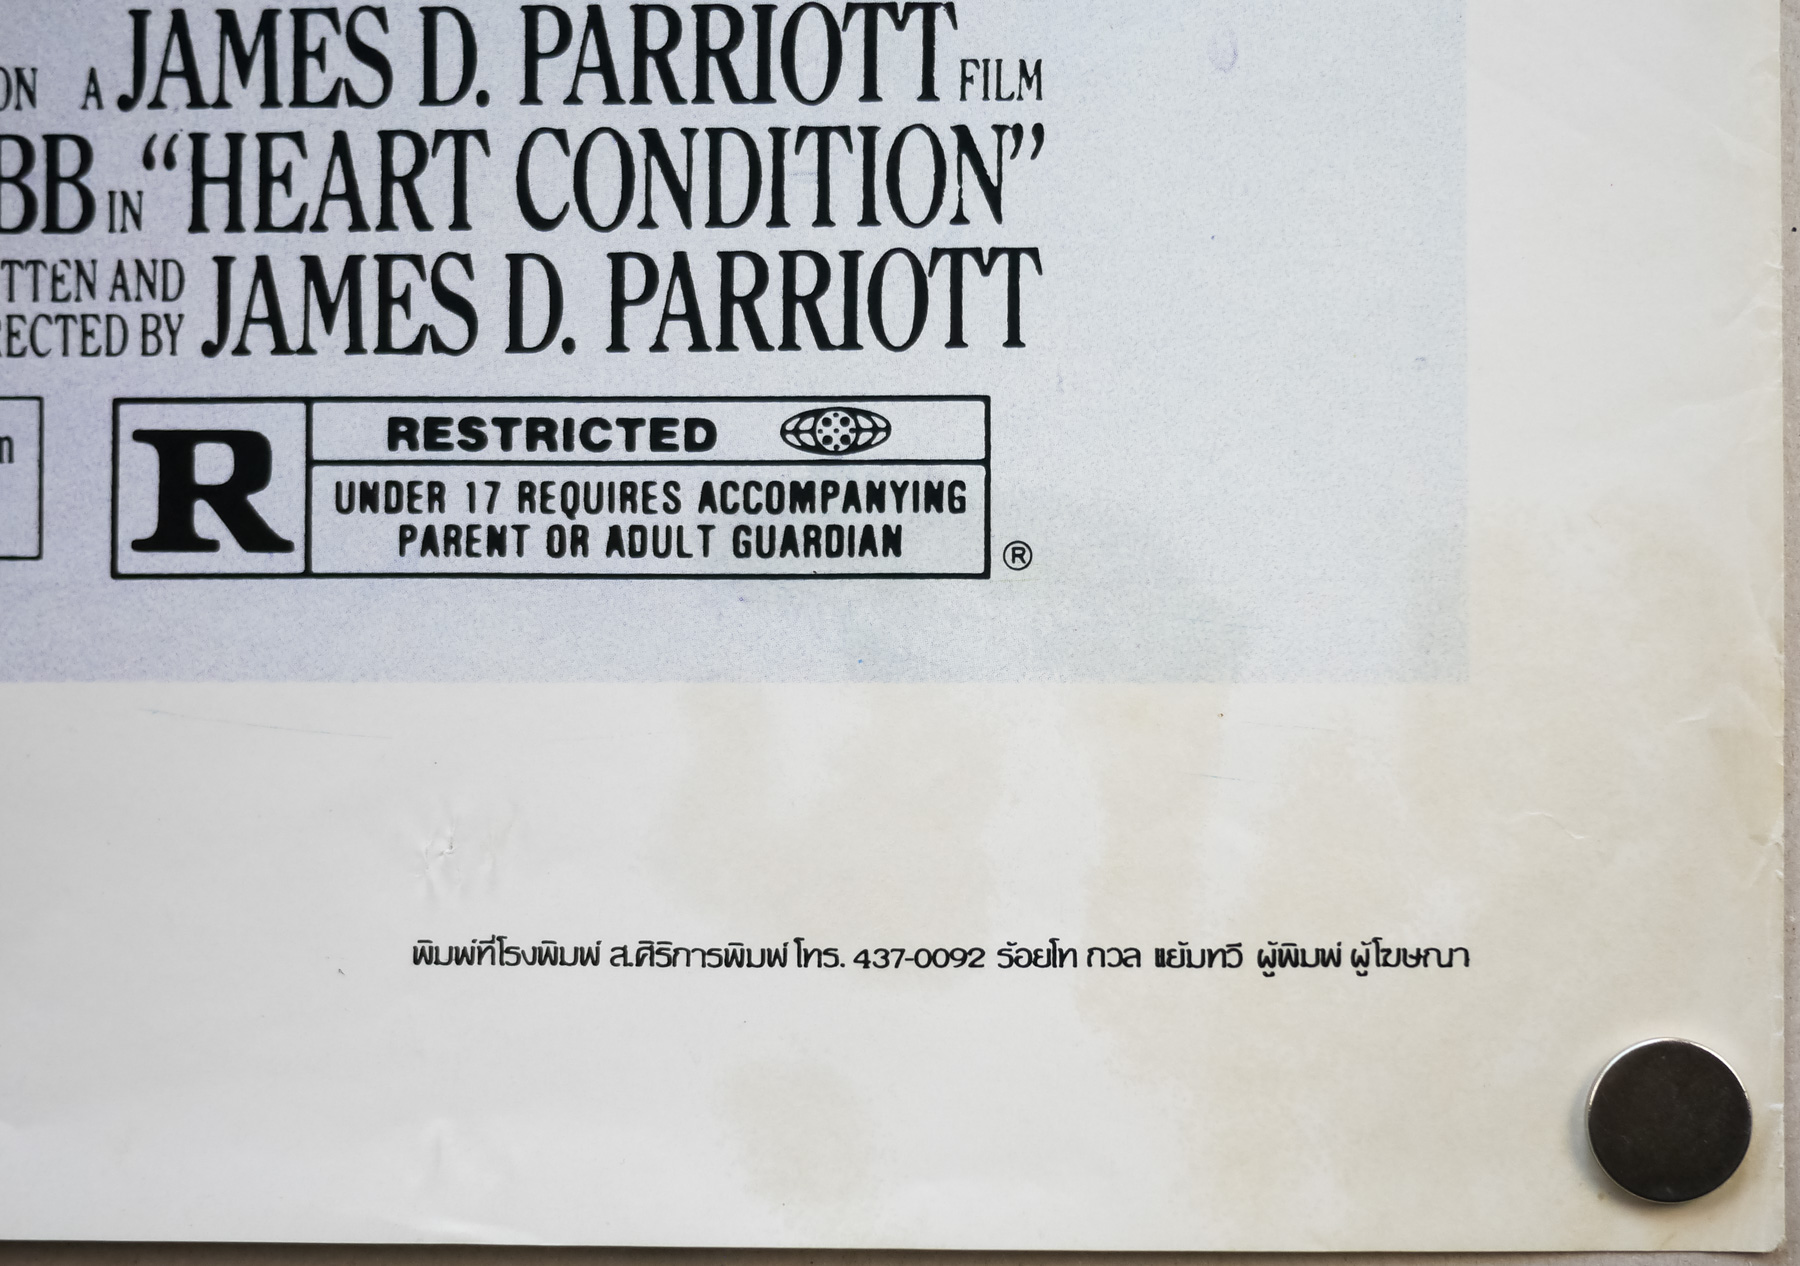 A JAMES D. PARRIOTT FILM
IN "HEART CONDITION"
AND
BY JAMES D. PARRIOTT
R
RESTRICTED
UNDER 17 REQUIRES ACCOMPANYING
PARENT OR ADULT GUARDIAN
®
พิมพ์ที่โรงพิมพ์ ส.ศิริการพิมพ์ โทร. 437-0092 ร้อยโท กวล แย้มทวี ผู้พิมพ์ ผู้โฆษณา